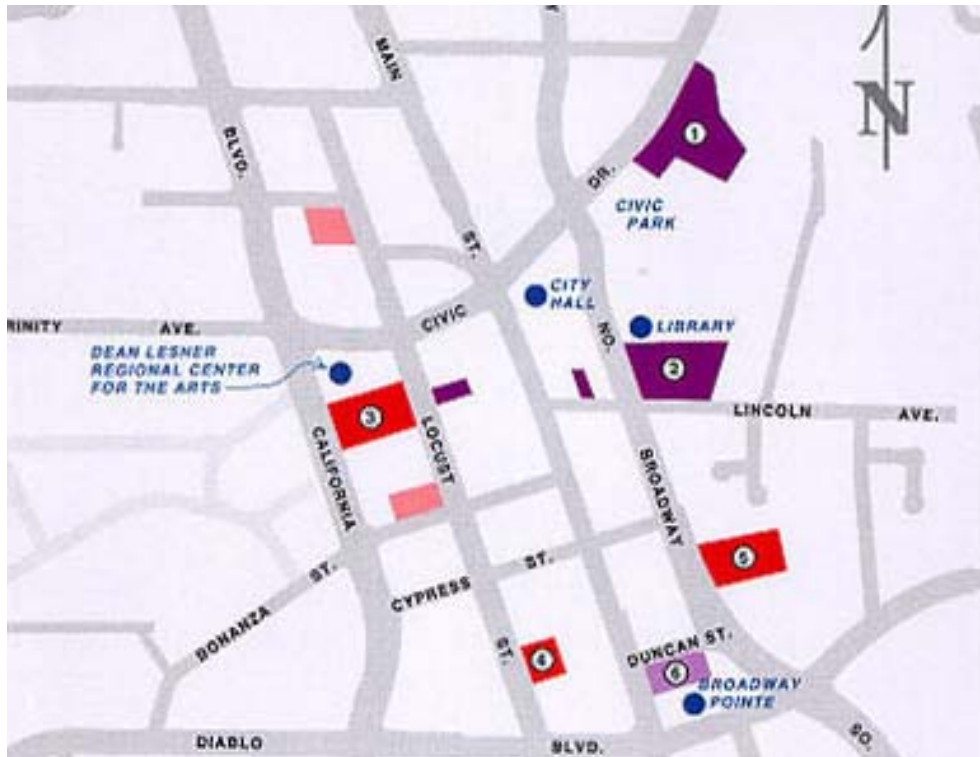 MAIN
N
1
BLVD.
DR.
CIVIC
PARK
ST.
CITY
HALL
CIVIC
NO.
LIBRARY
RINITY AVE.
DEAN LESHER
REGIONAL CENTER
FOR THE ARTS
2
3
LINCOLN AVE.
LOCUST
CALIFORNIA
BROADWAY
5
ST.
ST.
CYPRESS
BONANZA
DUNCAN ST.
ST.
4
6
BROADWAY
POINTE
SO.
DIABLO BLVD.